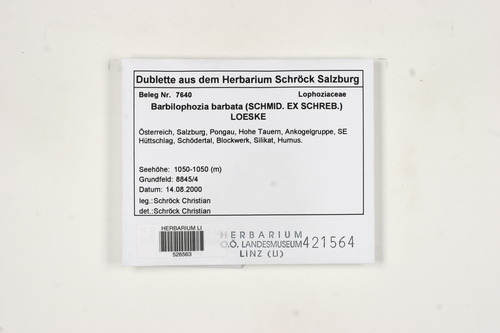 Dublette aus dem Herbarium Schröck Salzburg
Beleg Nr. 7640 Lophoziaceae
Barbilophozia barbata (SCHMID. EX SCHREB.)
LOESKE
Österreich, Salzburg, Pongau, Hohe Tauern, Ankogelgruppe, SE
Hüttschlag, Schödertal, Blockwerk, Silikat, Humus.
Seehöhe: 1050-1050 (m)
Grundfeld: 8845/4
Datum: 14.08.2000
leg.:Schröck Christian
det.:Schröck Christian
HERBARIUM LI
526563
HERBARIUM
O.Ö. LANDESMUSEUM 421564
LINZ (LI)